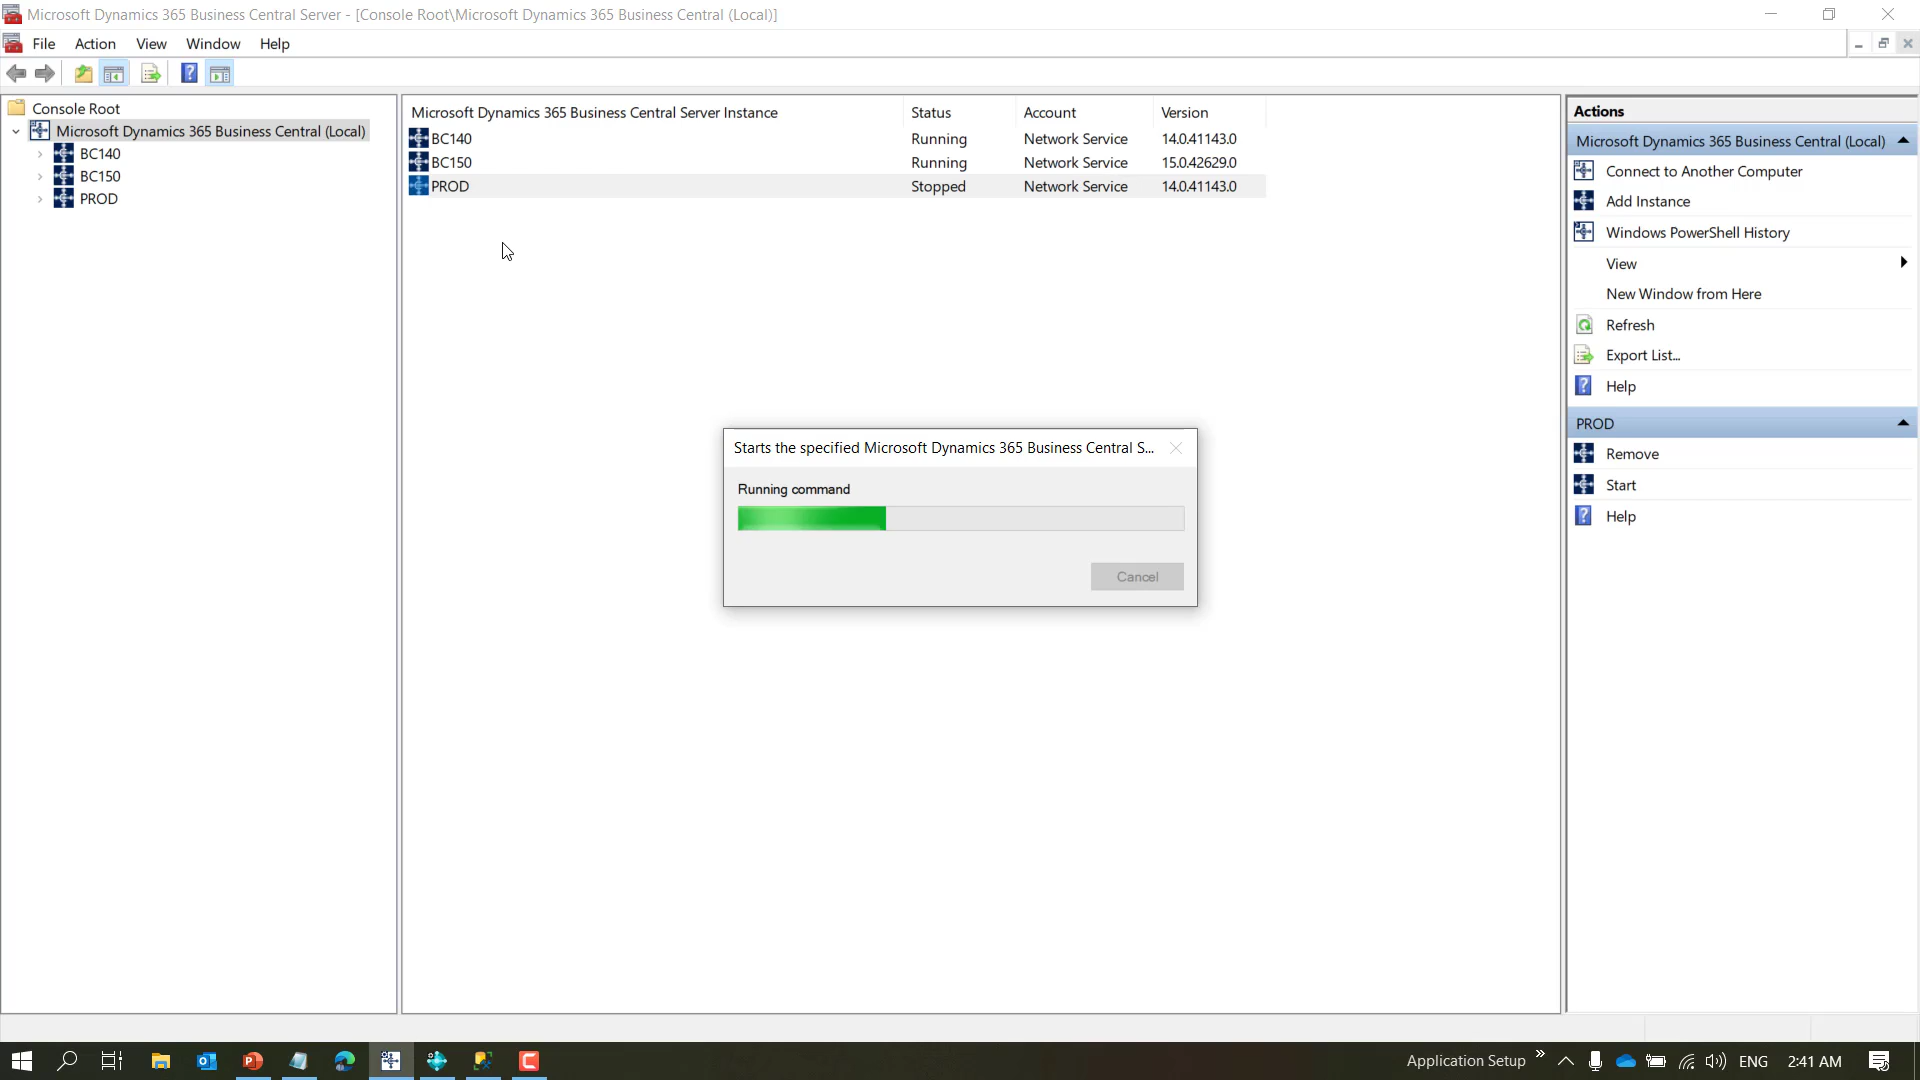 Microsoft Dynamics 365 Business Central Server - [Console Root\Microsoft Dynamics 365 Business Central (Local)]
File Action View Window Help
Console Root
Microsoft Dynamics 365 Business Central (Local)
BC140
BC150
PROD
Microsoft Dynamics 365 Business Central Server Instance Status Account Version
BC140 Running Network Service 14.0.41143.0
BC150 Running Network Service 15.0.42629.0
PROD Stopped Network Service 14.0.41143.0
Starts the specified Microsoft Dynamics 365 Business Central S...
Running command
Cancel
Actions
Microsoft Dynamics 365 Business Central (Local)
Connect to Another Computer
Add Instance
Windows PowerShell History
View
New Window from Here
Refresh
Export List...
Help
PROD
Remove
Start
Help
Application Setup ENG 2:41 AM